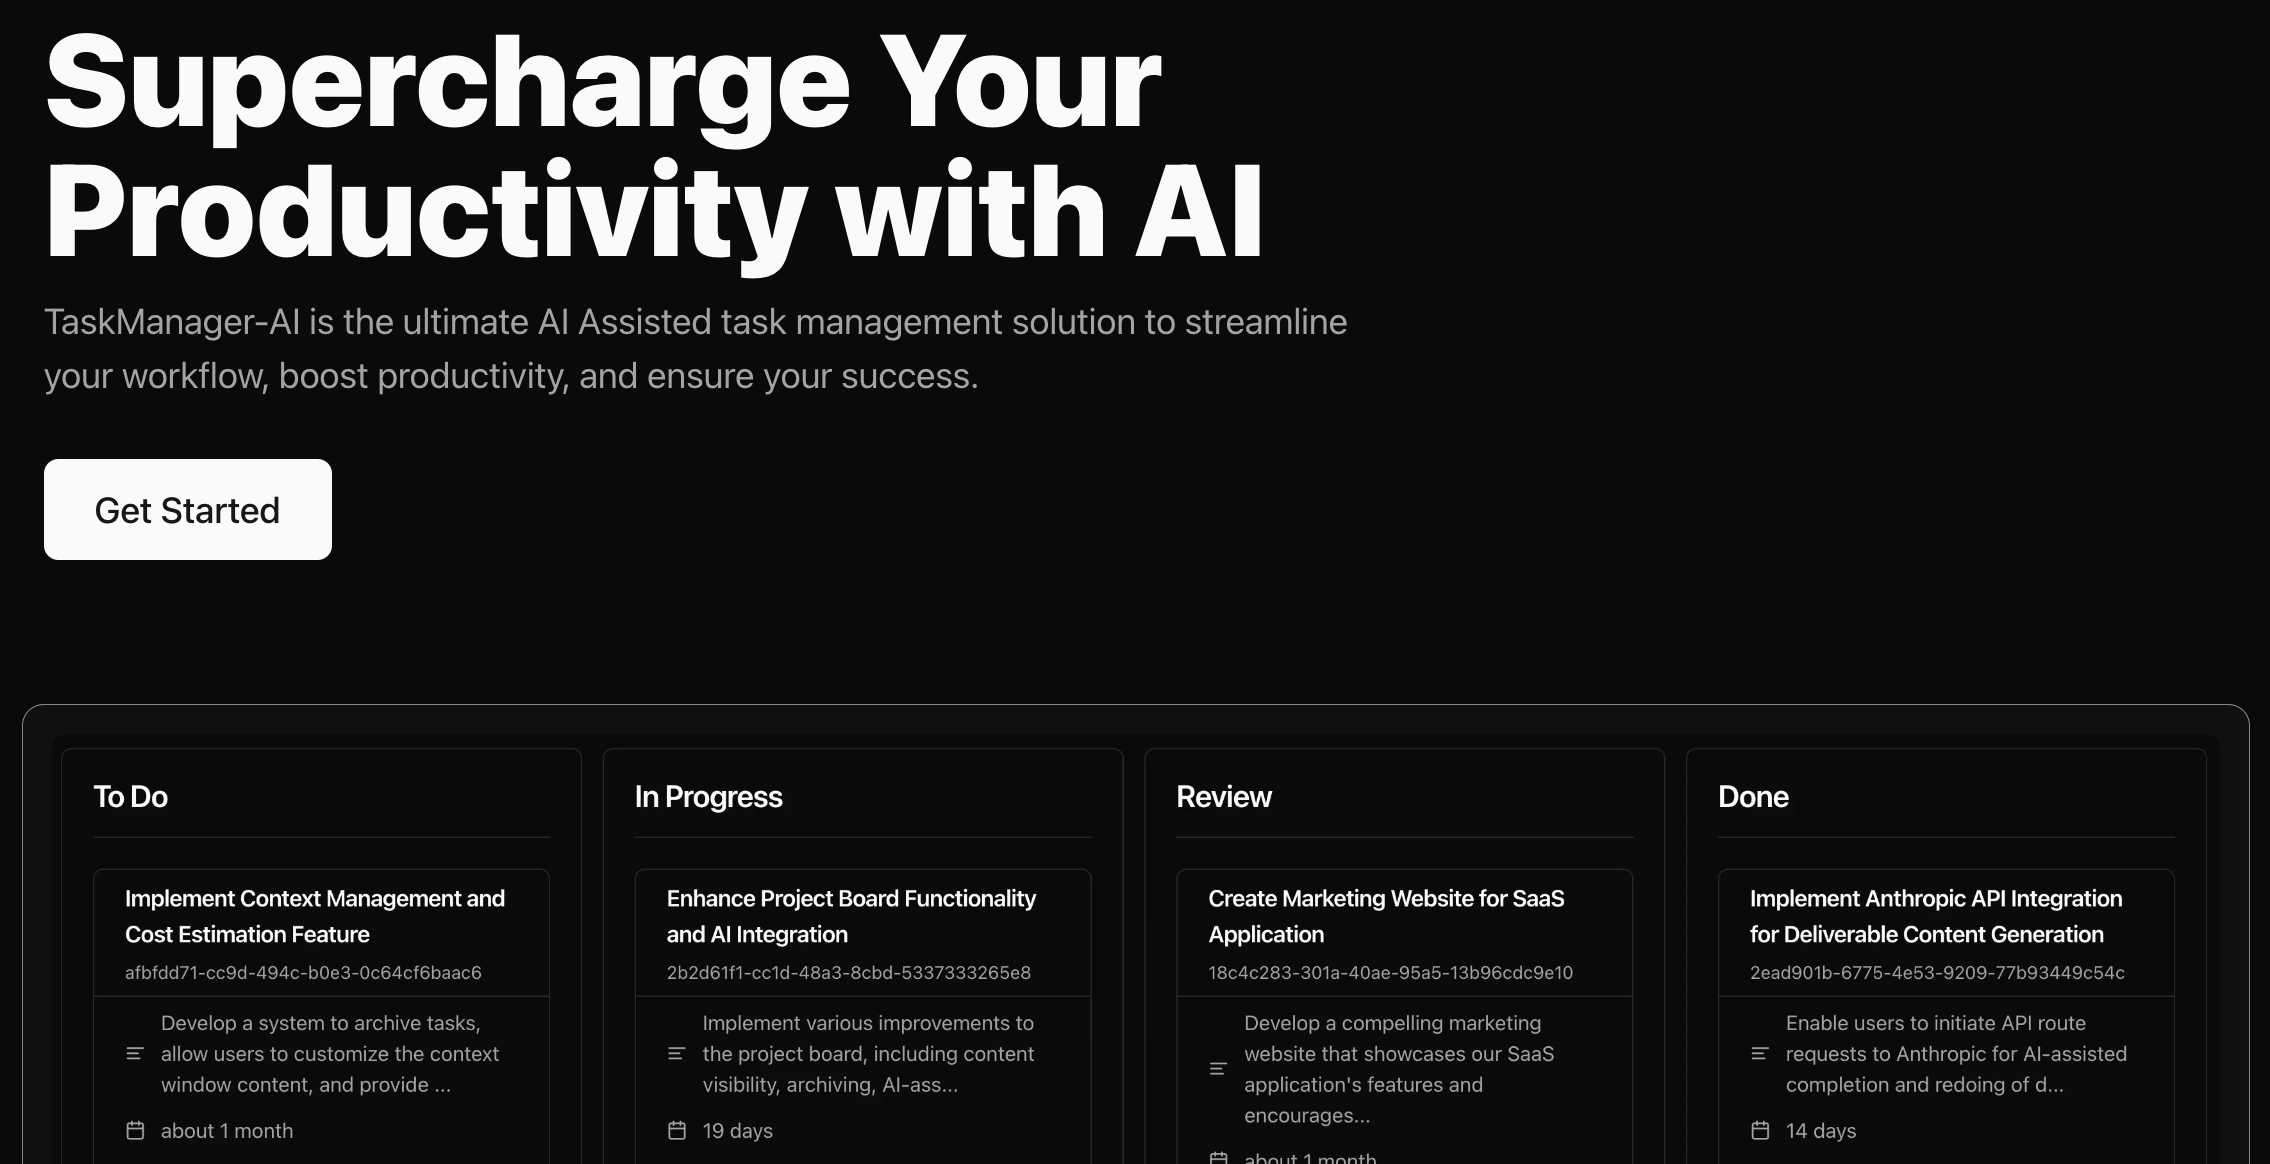 Supercharge Your
Productivity with AI
TaskManager-AI is the ultimate AI Assisted task management solution to streamline
your workflow, boost productivity, and ensure your success.
Get Started
To Do
Implement Context Management and
Cost Estimation Feature
afbfdd71-cc9d-494c-b0e3-0c64cf6baac6
Develop a system to archive tasks,
allow users to customize the context
window content, and provide ...
about 1 month
In Progress
Enhance Project Board Functionality
and AI Integration
2b2d61f1-cc1d-48a3-8cbd-5337333265e8
Implement various improvements to
the project board, including content
visibility, archiving, AI-ass...
19 days
Review
Create Marketing Website for SaaS
Application
18c4c283-301a-40ae-95a5-13b96cdc9e10
Develop a compelling marketing
website that showcases our SaaS
application's features and
encourages...
about 1 month
Done
Implement Anthropic API Integration
for Deliverable Content Generation
2ead901b-6775-4e53-9209-77b93449c54c
Enable users to initiate API route
requests to Anthropic for AI-assisted
completion and redoing of d...
14 days